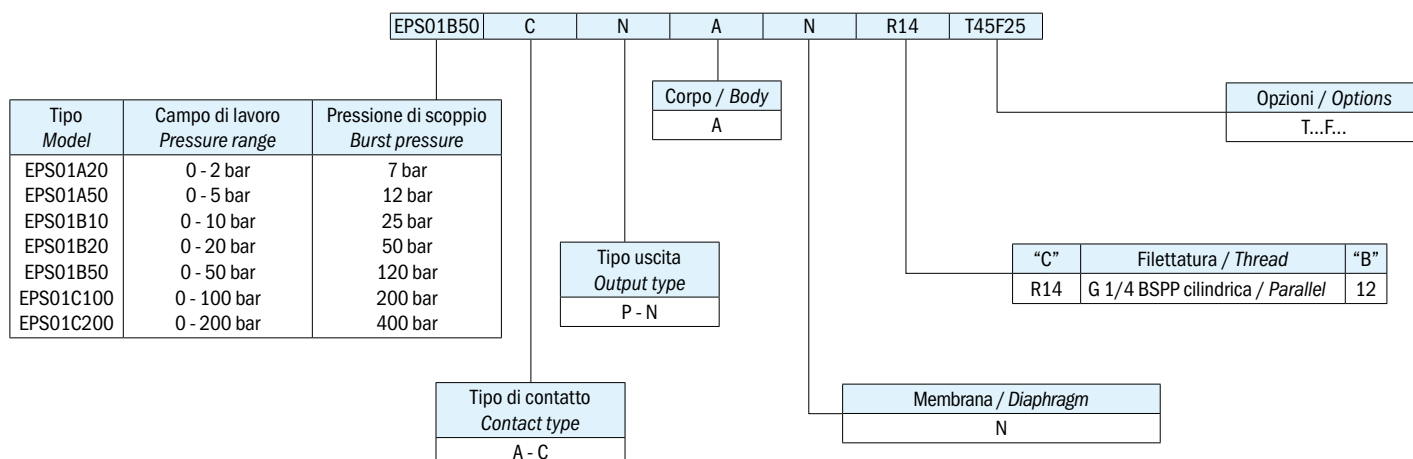 EPS01B50 C N A N R14 T45F25
Corpo / Body
A
Opzioni / Options
T...F...
Tipo Campo di lavoro Pressione di scoppio
Model Pressure range Burst pressure
EPS01A20 0 - 2 bar 7 bar
EPS01A50 0 - 5 bar 12 bar
EPS01B10 0 - 10 bar 25 bar
EPS01B20 0 - 20 bar 50 bar
EPS01B50 0 - 50 bar 120 bar
EPS01C100 0 - 100 bar 200 bar
EPS01C200 0 - 200 bar 400 bar
Tipo uscita
Output type
P - N
“C” Filettatura / Thread “B”
R14 G 1/4 BSPP cilindrica / Parallel 12
Tipo di contatto
Contact type
A - C
Membrana / Diaphragm
N